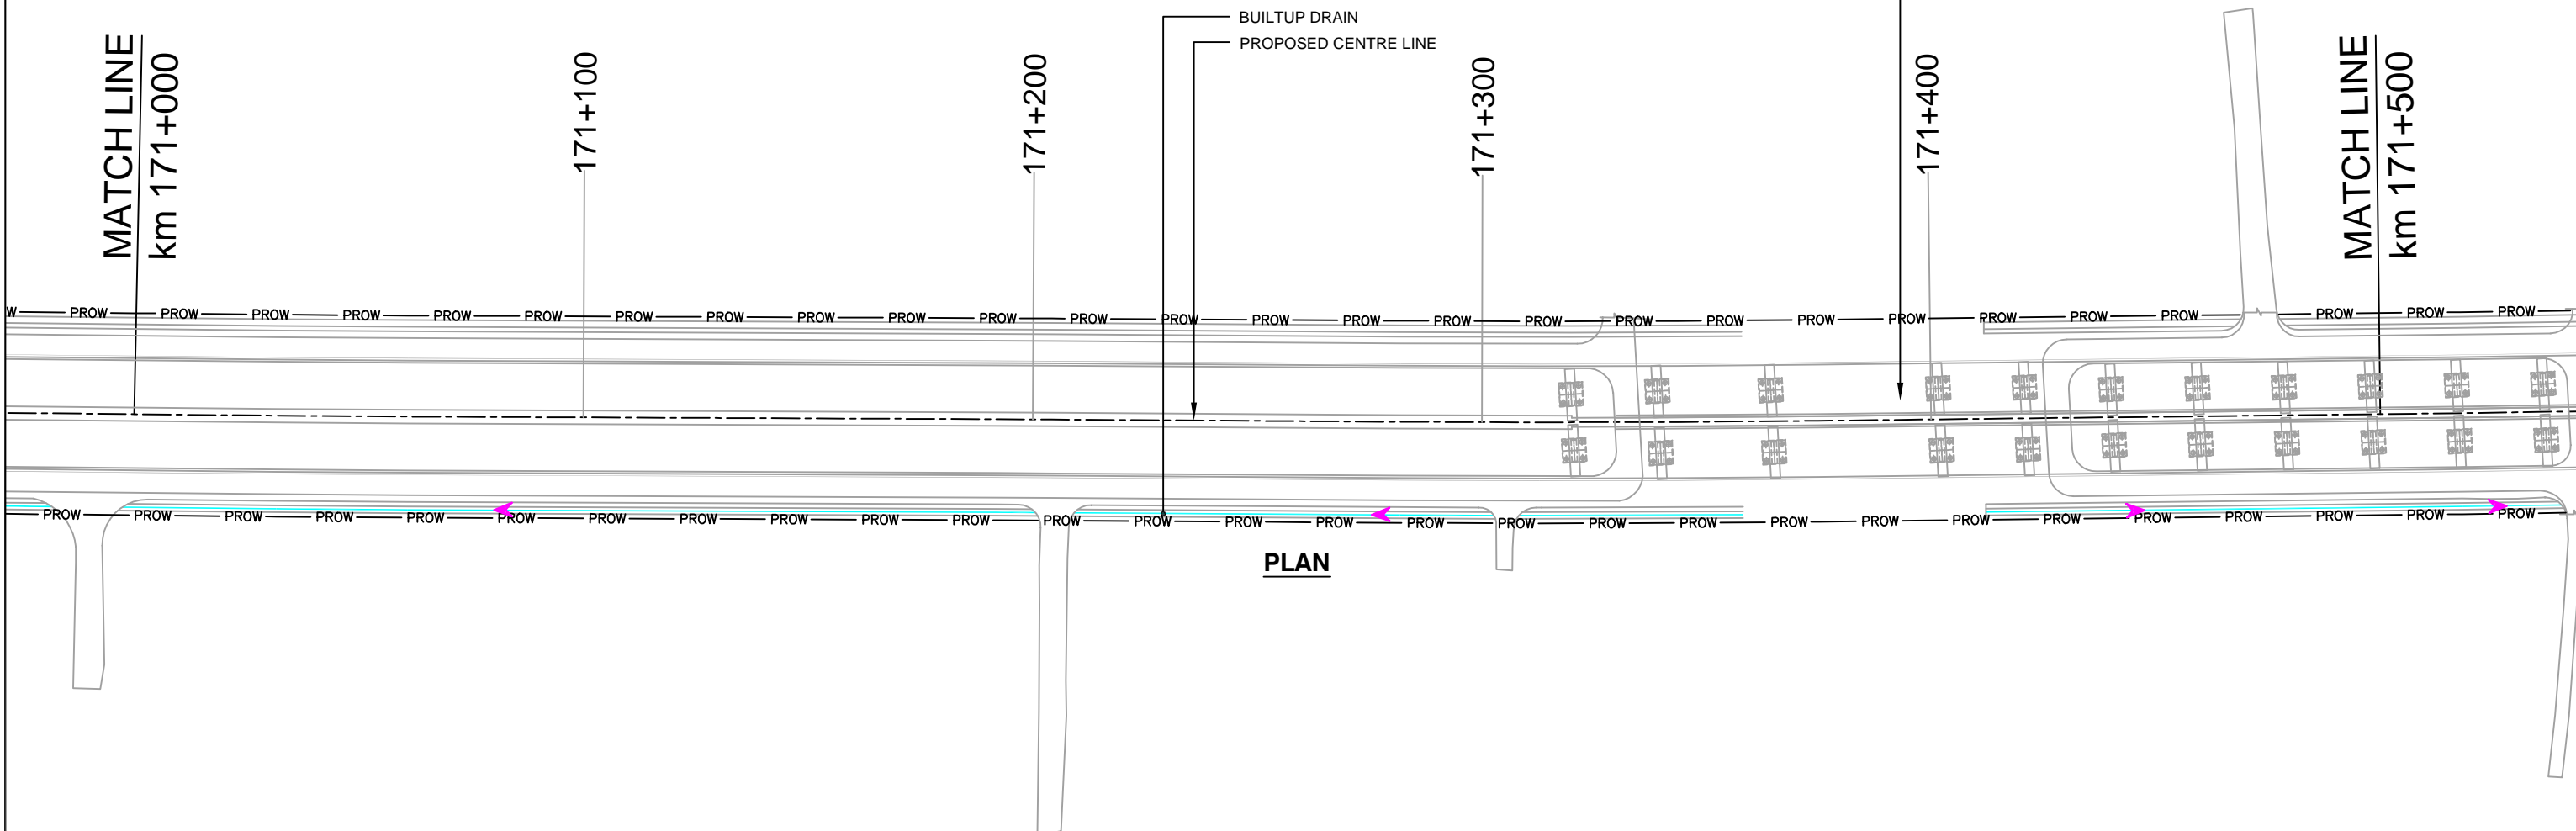 BUILTUP DRAIN
PROPOSED CENTRE LINE
MATCH LINE
km 171+000
171+100
171+200
171+300
171+400
MATCH LINE
km 171+500
W PROW PROW PROW PROW PROW PROW PROW PROW PROW PROW PROW PROW PROW PROW PROW PROW PROW PROW PROW PROW PROW PROW PROW PROW PROW PROW PROW
PROW PROW PROW PROW PROW PROW PROW PROW PROW PROW PROW PROW PROW PROW PROW PROW PROW PROW PROW PROW PROW PROW PROW PROW PROW PROW PROW PROW
PLAN